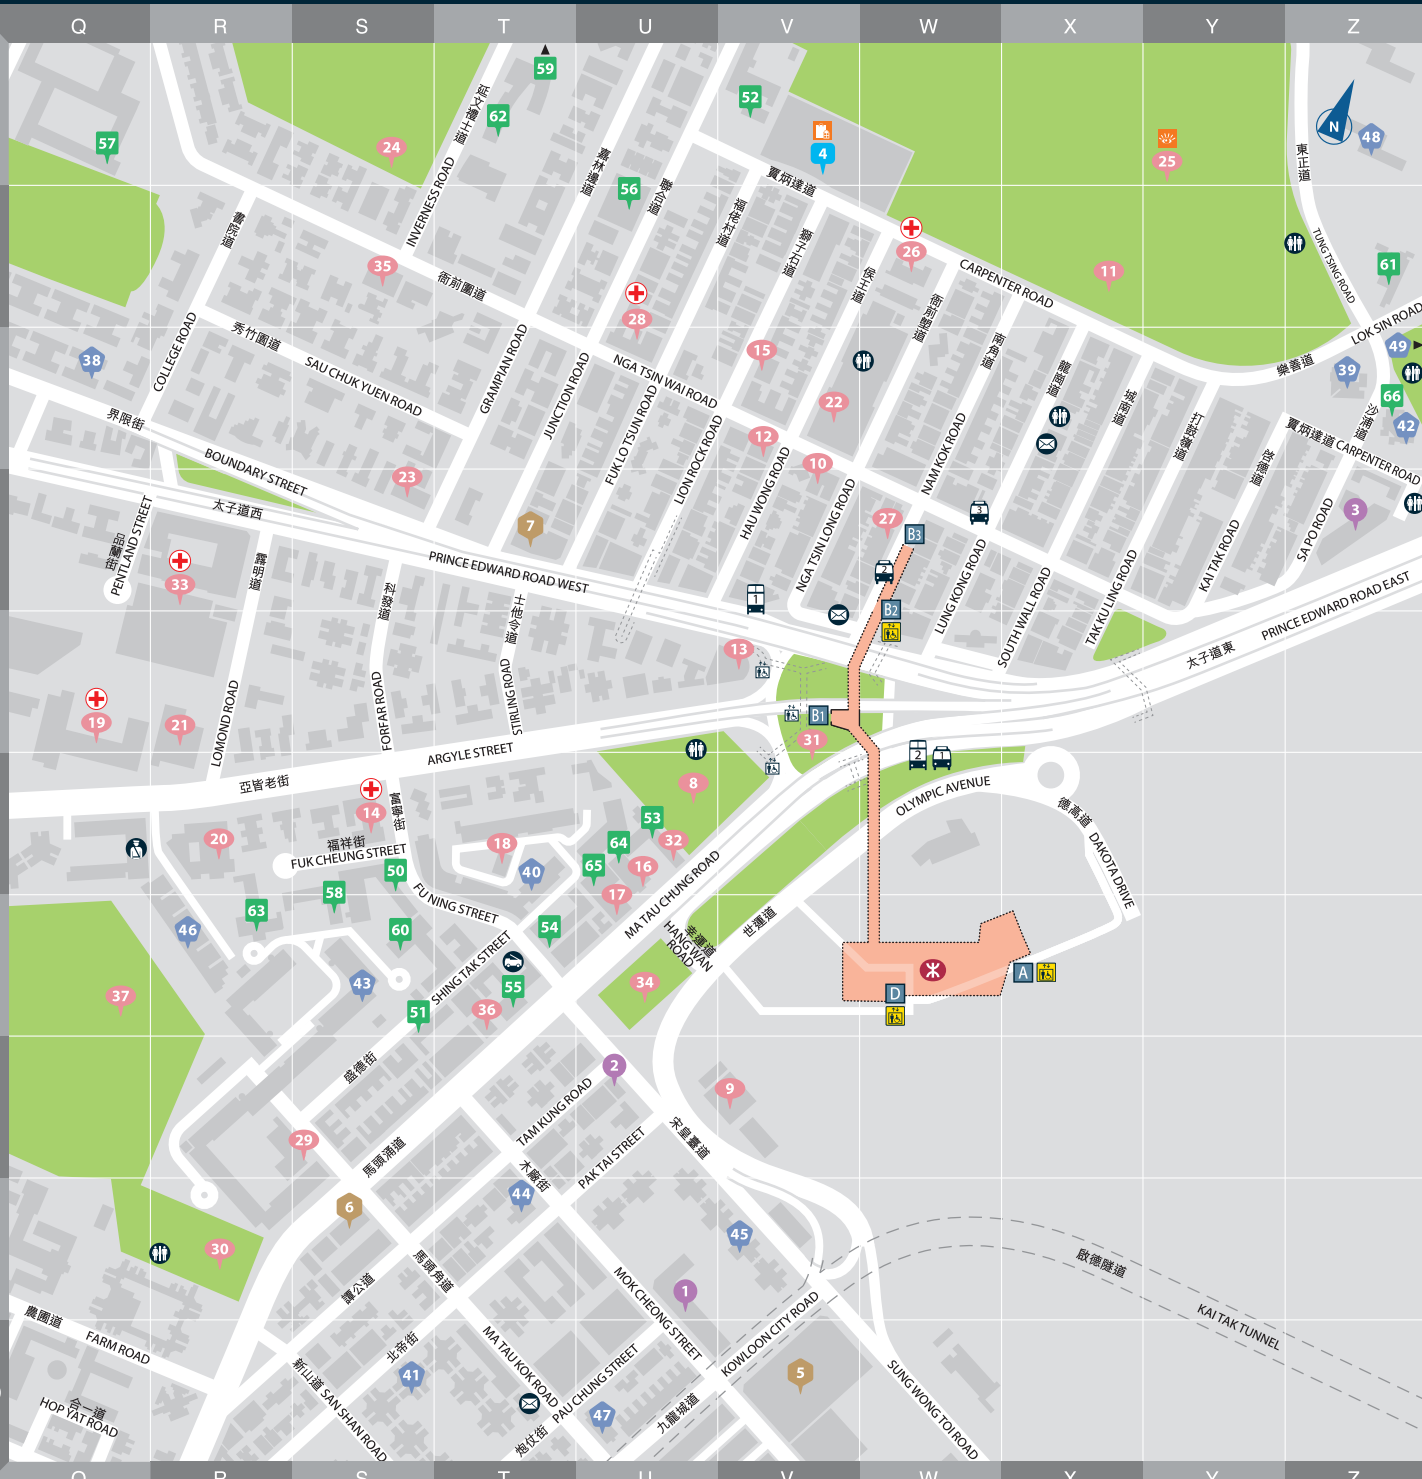 Q R S T U V W X Y Z
59
52
62
延文禮士道
57
24
4
25
48
N
嘉林邊道
東正道
56
聯合道
賈炳達道
INVERNESS ROAD
書院道
福佬村道
獅子石道
26
TUNG TSING ROAD
35
衙前圍道
侯王道
CARPENTER ROAD
11
61
28
衙前塱道
LOK SIN ROAD
COLLEGE ROAD
秀竹園道
GRAMPIAN ROAD
南角道
38
SAU CHUK YUEN ROAD
JUNCTION ROAD
NGA TSIN WAI ROAD
15
龍崗道
樂善道
49
39
城南道
66
22
界限街
FUK LO TSUN ROAD
LION ROCK ROAD
12
NAM KOK ROAD
打鼓嶺道
沙浦道
42
賈炳達道 CARPENTER ROAD
BOUNDARY STREET
23
10
啓德道
HAU WONG ROAD
太子道西
7
NGA TSIN LONG ROAD
27
3
3
PENTLAND STREET
品蘭街
B3
KAI TAK ROAD
SA PO ROAD
PRINCE EDWARD ROAD WEST
33
露明道
2
LUNG KONG ROAD
SOUTH WALL ROAD
TAK KU LING ROAD
科發道
士他令道
1
B2
PRINCE EDWARD ROAD EAST
13
太子道東
19
21
LOMOND ROAD
FORFAR ROAD
STIRLING ROAD
B1
31
ARGYLE STREET
2
1
亞皆老街
8
OLYMPIC AVENUE
14
富寧街
德高道
DAKOTA DRIVE
20
福祥街
FUK CHEUNG STREET
18
53
64
32
65
16
50
40
17
MA TAU CHUNG ROAD
58
FU NING STREET
63
46
60
54
世運道
幸運道
HANG WAN
ROAD
SHING TAK STREET
43
55
34
A
37
51
36
D
盛德街
2
9
TAM KUNG ROAD
29
馬頭涌道
PAK TAI STREET
宋皇臺道
木廠街
6
44
30
45
馬頭角道
啟德隧道
譚公道
MOK CHEONG STREET
1
農圃道
KOWLOON CITY ROAD
KAI TAK TUNNEL
FARM ROAD
北帝街
MA TAU KOK ROAD
新山道 SAN SHAN ROAD
41
PAU CHUNG STREET
5
SUNG WONG TOI ROAD
合一道
HOP YAT ROAD
47
九龍城道
炮仗街
Q R S T U V W X Y Z